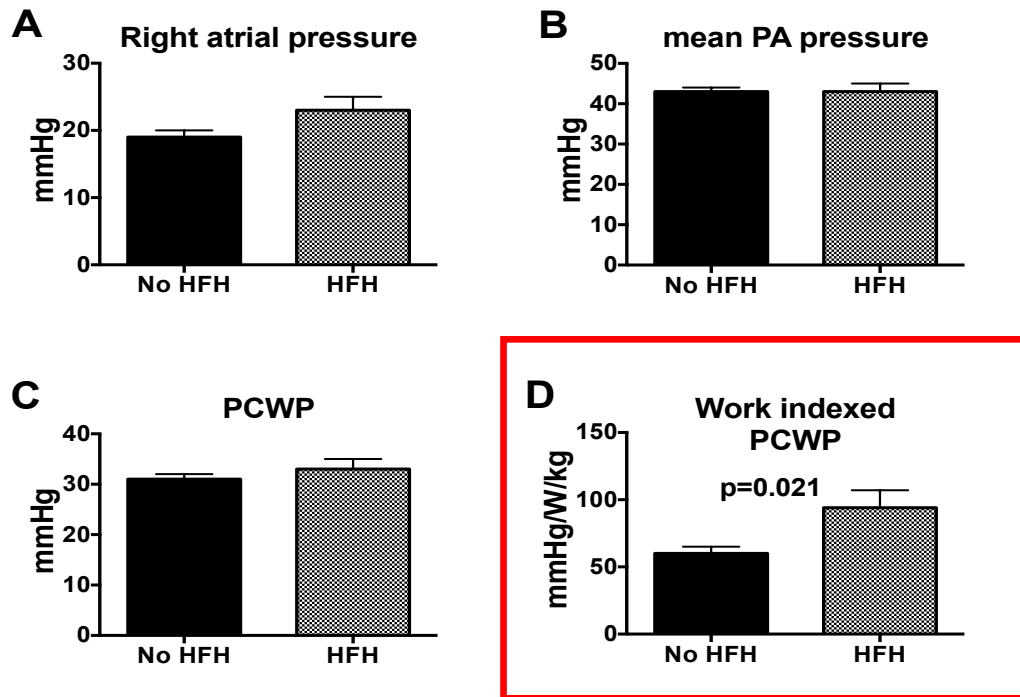 A
Right atrial pressure
mmHg
30
20
10
0
No HFH
HFH
B
mean PA pressure
mmHg
50
40
30
20
10
0
No HFH
HFH
C
PCWP
mmHg
40
30
20
10
0
No HFH
HFH
D
Work indexed
PCWP
mmHg/W/kg
150
100
50
0
p=0.021
No HFH
HFH